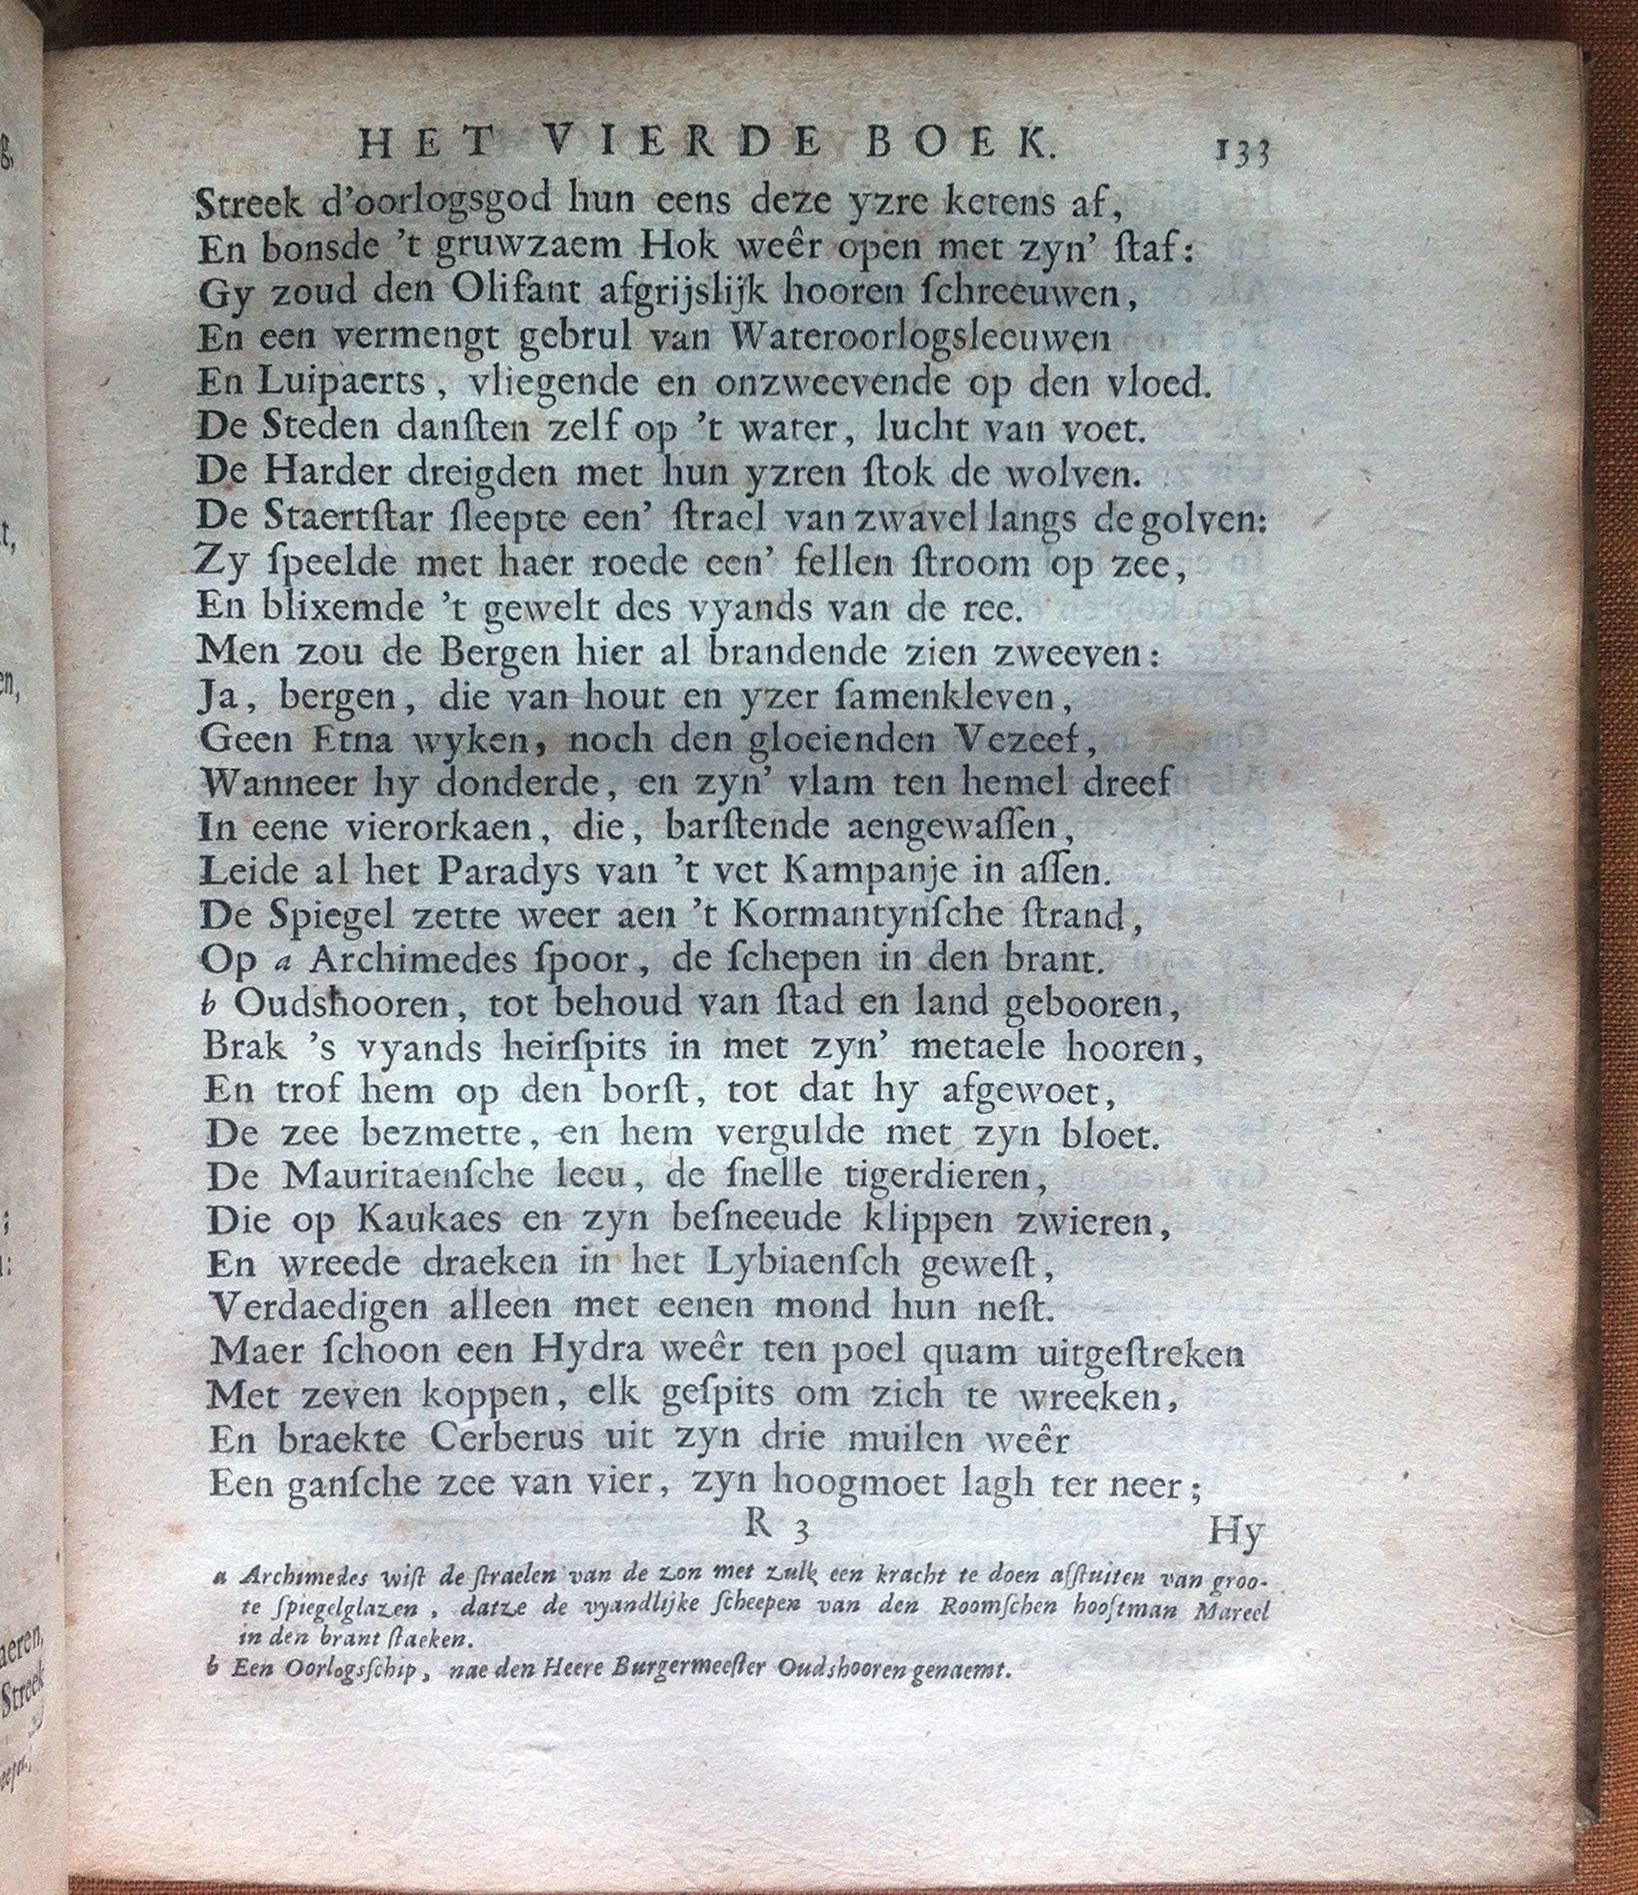 HET VIERDE BOEK. 133
Streek d'oorlogsgod hun eens deze yzre ketens af,
En bonsde 't gruwzaem Hok weêr open met zyn' ſtaf:
Gy zoud den Olifant afgrijslijk hooren ſchreeuwen,
En een vermengt gebrul van Wateroorlogsleeuwen
En Luipaerts, vliegende en onzweevende op den vloed.
De Steden danſten zelf op 't water, lucht van voet.
De Harder dreigden met hun yzren ſtok de wolven.
De Staertſtar ſleepte een' ſtrael van zwavel langs de golven:
Zy ſpeelde met haer roede een' fellen ſtroom op zee,
En blixemde 't gewelt des vyands van de ree.
Men zou de Bergen hier al brandende zien zweeven:
Ja, bergen, die van hout en yzer ſamenkleven,
Geen Etna wyken, noch den gloeienden Vezeef,
Wanneer hy donderde, en zyn' vlam ten hemel dreef
In eene vierorkaen, die, barſtende aengewaſſen,
Leide al het Paradys van 't vet Kampanje in aſſen.
De Spiegel zette weer aen 't Kormantynſche ſtrand,
Op a Archimedes ſpoor, de ſchepen in den brant.
b Oudshooren, tot behoud van ſtad en land gebooren,
Brak 's vyands heirſpits in met zyn' metaele hooren,
En trof hem op den borſt, tot dat hy afgewoet,
De zee bezmette, en hem vergulde met zyn bloet.
De Mauritaenſche leeu, de ſnelle tigerdieren,
Die op Kaukaes en zyn beſneeude klippen zwieren,
En wreede draeken in het Lybiaenſch geweſt,
Verdaedigen alleen met eenen mond hun neſt.
Maer ſchoon een Hydra weêr ten poel quam uitgeſtreken
Met zeven koppen, elk geſpits om zich te wreeken,
En braekte Cerberus uit zyn drie muilen weêr
Een ganſche zee van vier, zyn hoogmoet lagh ter neer;
R 3 Hy
a Archimedes wiſt de ſtraelen van de zon met zulk een kracht te doen afſtuiten van groo-
te ſpiegelglazen, datze de vyandlijke ſcheepen van den Roomſchen hooftman Marcel
in den brant ſtaeken.
b Een Oorlogsſchip, nae den Heere Burgermeeſter Oudshooren genaemt.